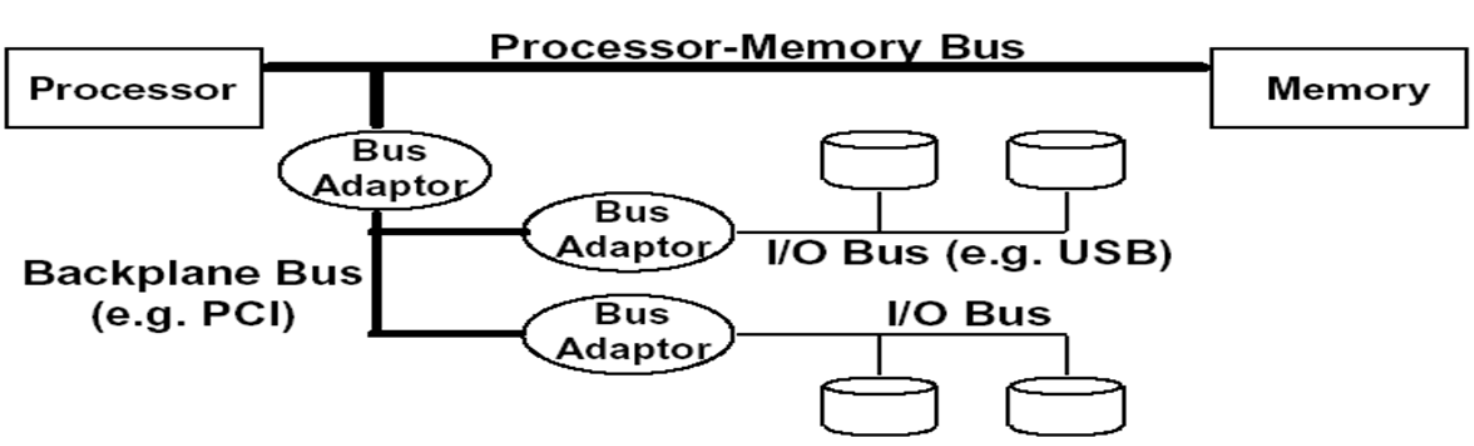 Processor-Memory Bus
Processor
Memory
Bus
Adaptor
Bus
Adaptor
I/O Bus (e.g. USB)
Backplane Bus
(e.g. PCI)
Bus
Adaptor
I/O Bus